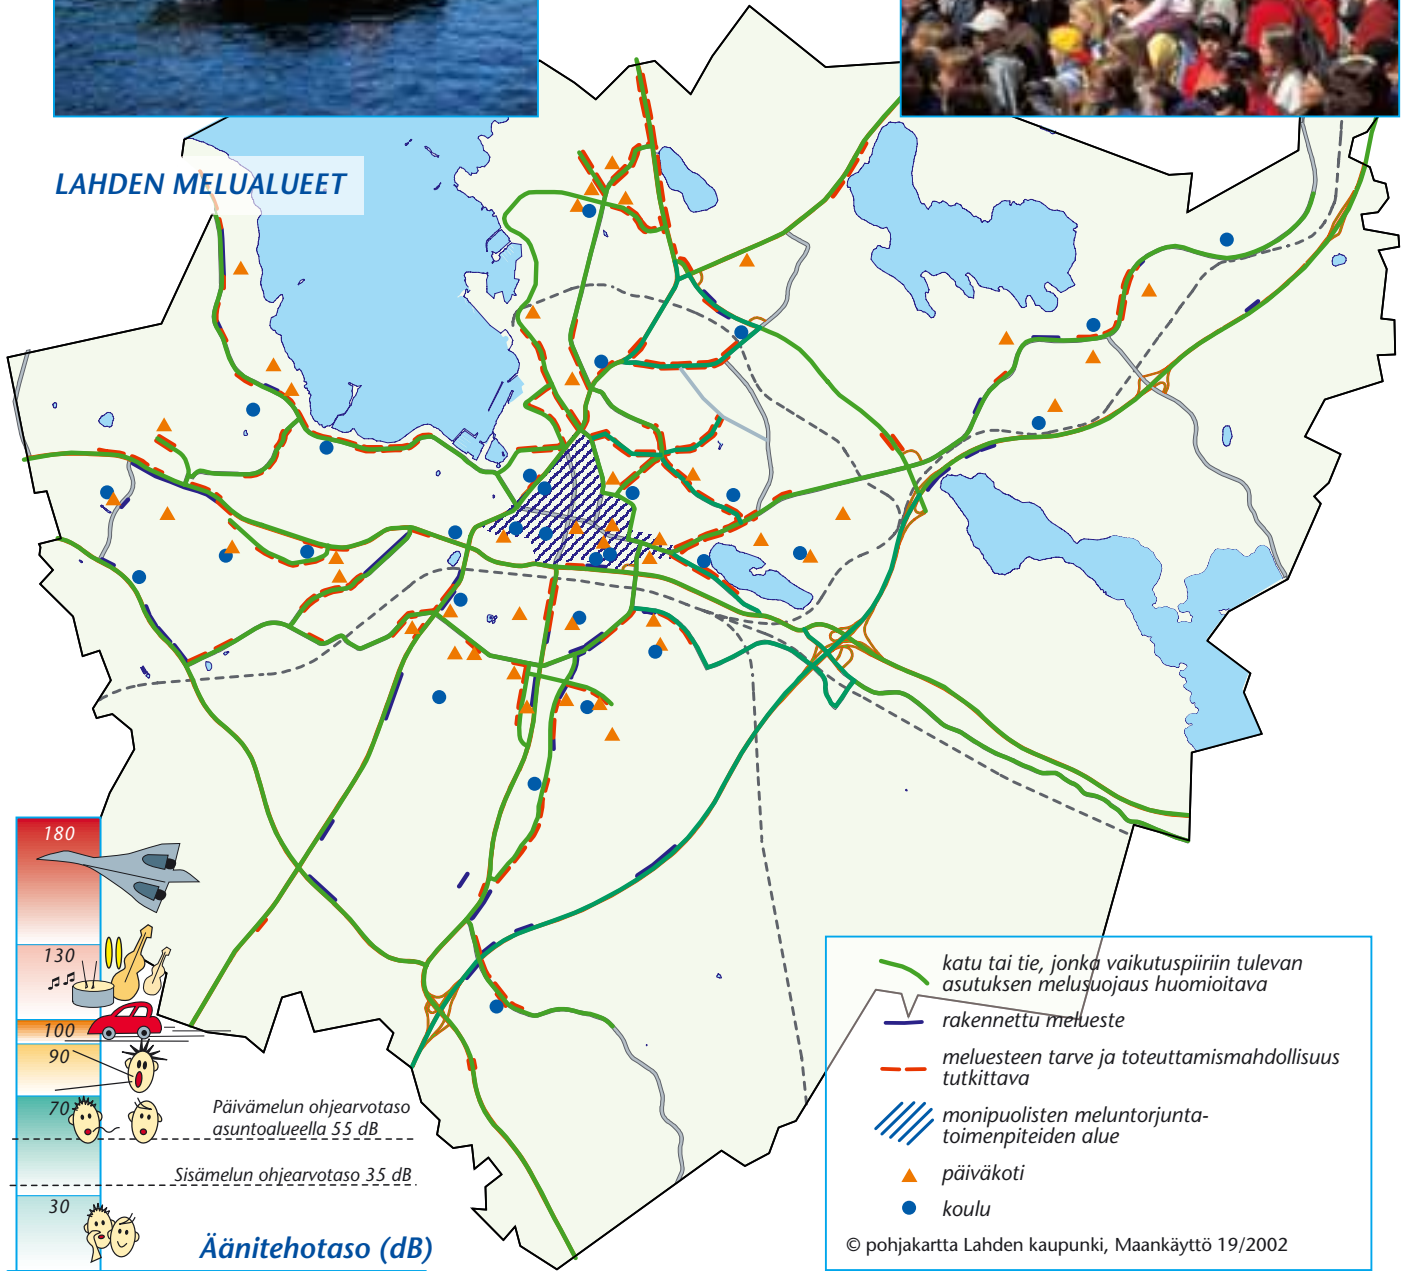 LAHDEN MELUALUEET
180
130
100
90
70
Päivämelun ohjearvotaso
asuntoalueella 55 dB
Sisämelun ohjearvotaso 35 dB
30
Äänitehotaso (dB)
katu tai tie, jonka vaikutuspiiriin tulevan
asutuksen melusuojaus huomioitava
rakennettu melueste
meluesteen tarve ja toteuttamismahdollisuus
tutkittava
monipuolisten meluntorjunta-
toimenpiteiden alue
päiväkoti
koulu
© pohjakartta Lahden kaupunki, Maankäyttö 19/2002